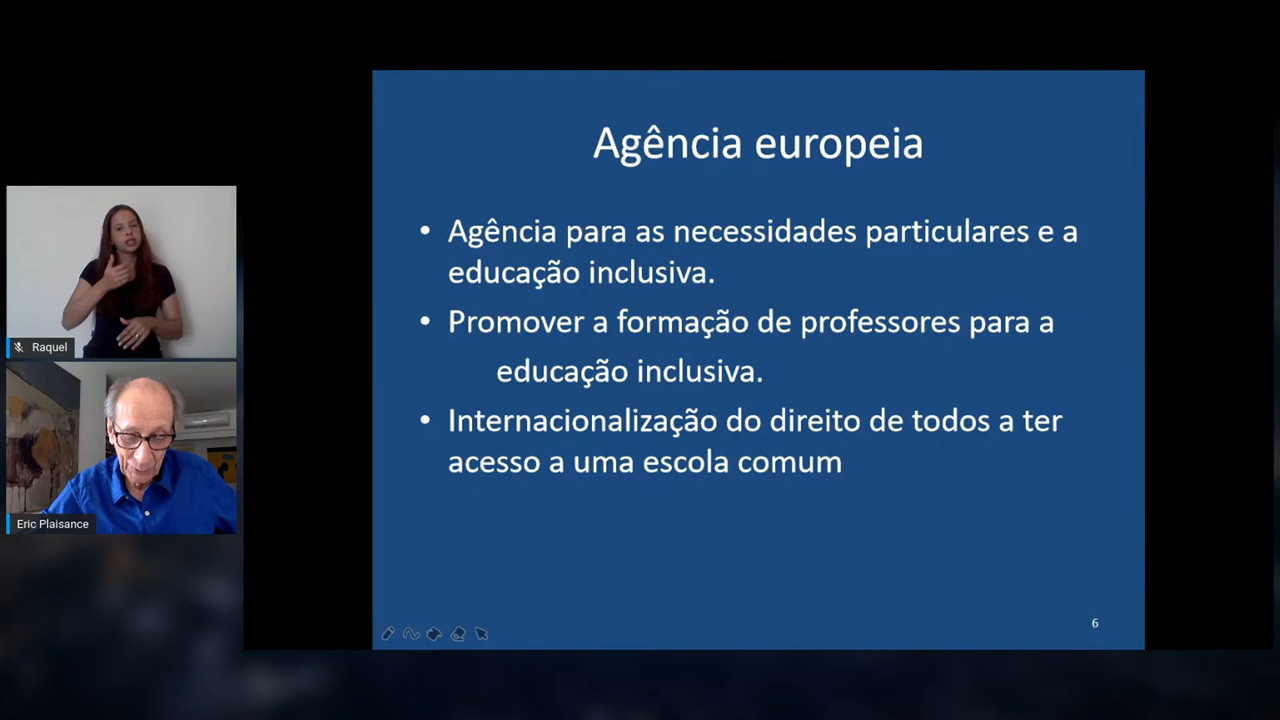 Agência europeia
• Agência para as necessidades particulares e a
educação inclusiva.
• Promover a formação de professores para a
educação inclusiva.
• Internacionalização do direito de todos a ter
acesso a uma escola comum
6
Raquel
Eric Plaisance